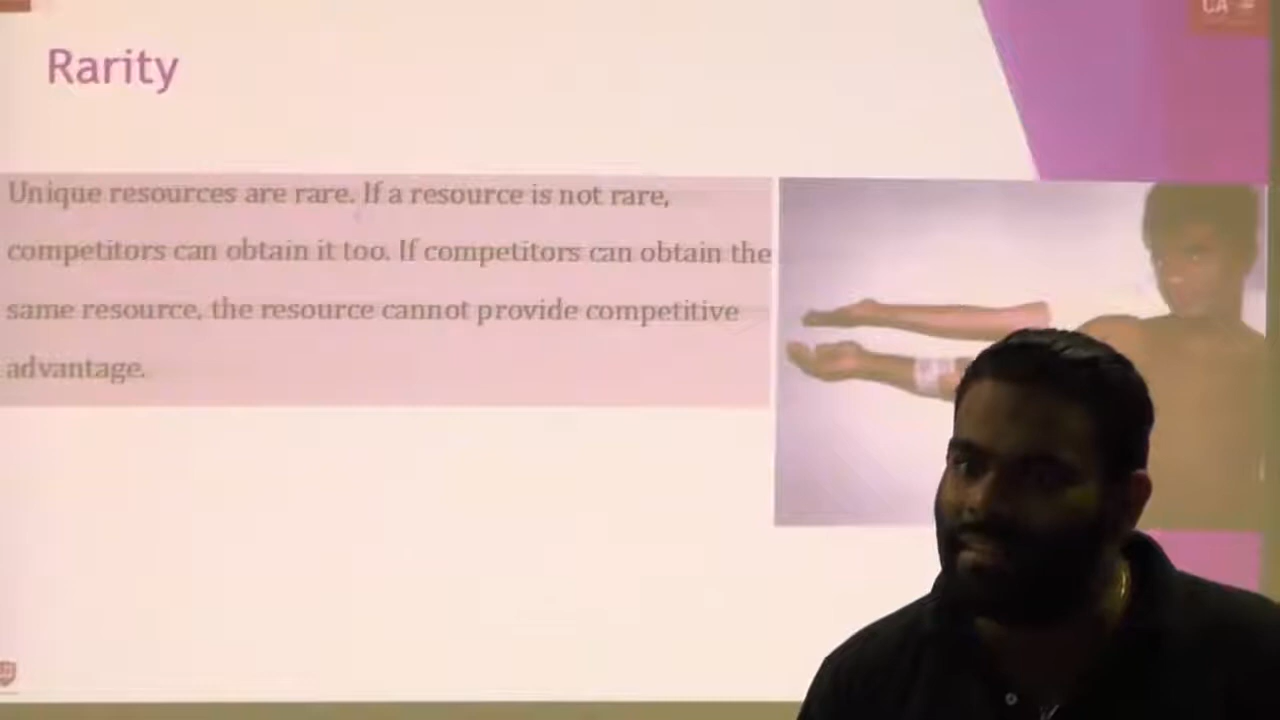 CA
Rarity
Unique resources are rare. If a resource is not rare,
competitors can obtain it too. If competitors can obtain the
same resource, the resource cannot provide competitive
advantage.